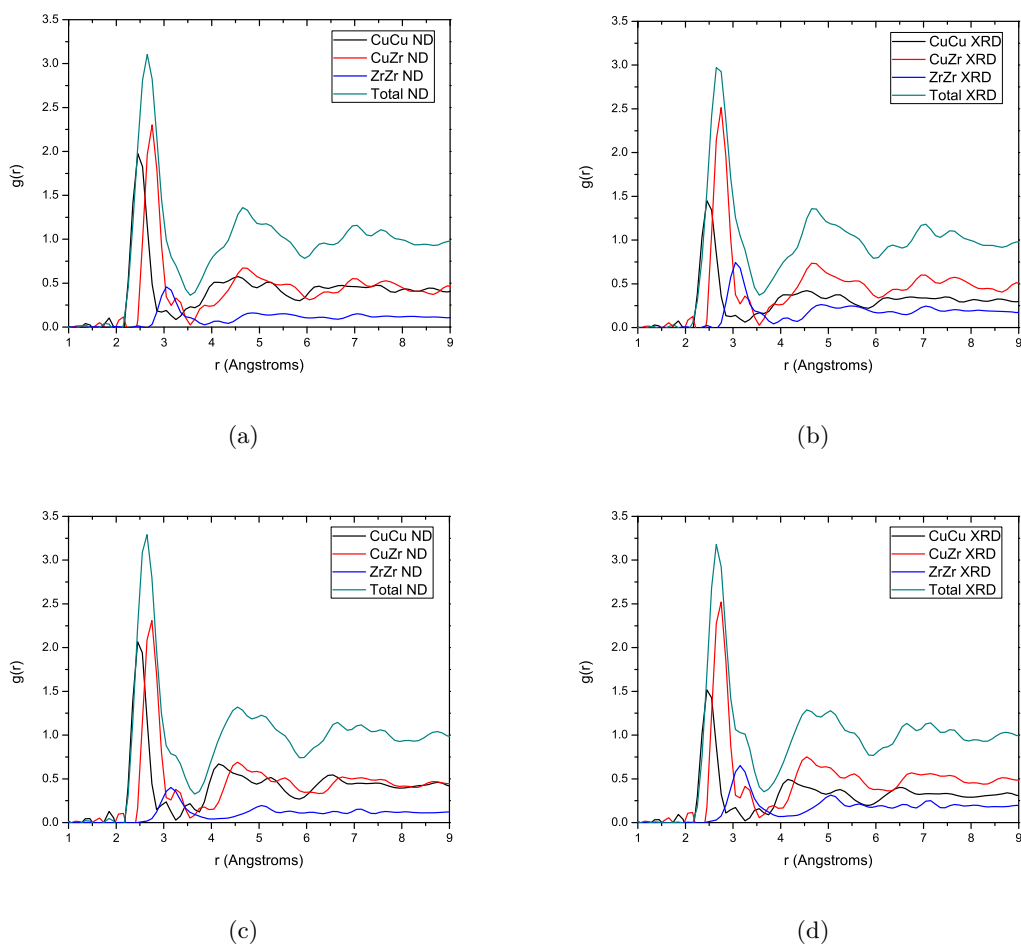 3.5
3.0
2.5
2.0
1.5
1.0
0.5
0.0
g(r)
CuCu ND
CuZr ND
ZrZr ND
Total ND
1 2 3 4 5 6 7 8 9
r (Angstroms)
(a)
3.5
3.0
2.5
2.0
1.5
1.0
0.5
0.0
g(r)
CuCu XRD
CuZr XRD
ZrZr XRD
Total XRD
1 2 3 4 5 6 7 8 9
r (Angstroms)
(b)
3.5
3.0
2.5
2.0
1.5
1.0
0.5
0.0
g(r)
CuCu ND
CuZr ND
ZrZr ND
Total ND
1 2 3 4 5 6 7 8 9
r (Angstroms)
(c)
3.5
3.0
2.5
2.0
1.5
1.0
0.5
0.0
g(r)
CuCu XRD
CuZr XRD
ZrZr XRD
Total XRD
1 2 3 4 5 6 7 8 9
r (Angstroms)
(d)